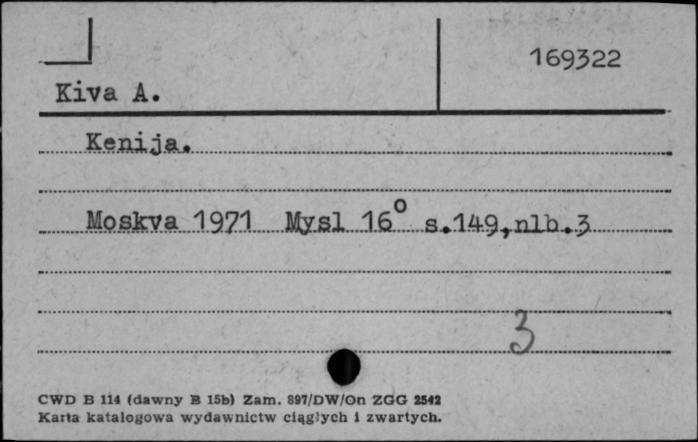 169322
Kiva A.
Kenija.
Moskva 1971 Mysl 16° s.149,nlb.3
3
CWD B 114 (dawny B 15b) Zam. 897/DW/On ZGG 2542
Karta katalogowa wydawnictw ciągłych i zwartych.